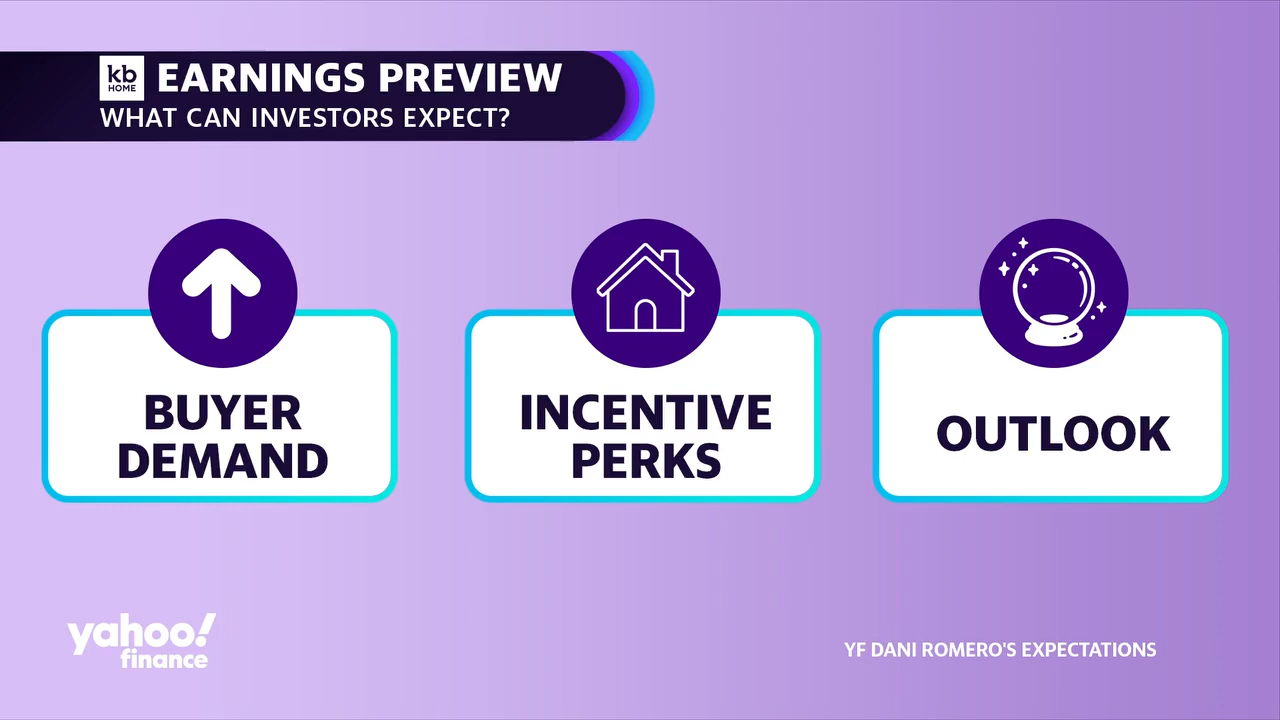 kb
HOME
EARNINGS PREVIEW
WHAT CAN INVESTORS EXPECT?
BUYER
DEMAND
INCENTIVE
PERKS
OUTLOOK
yahoo!
finance
YF DANI ROMERO'S EXPECTATIONS